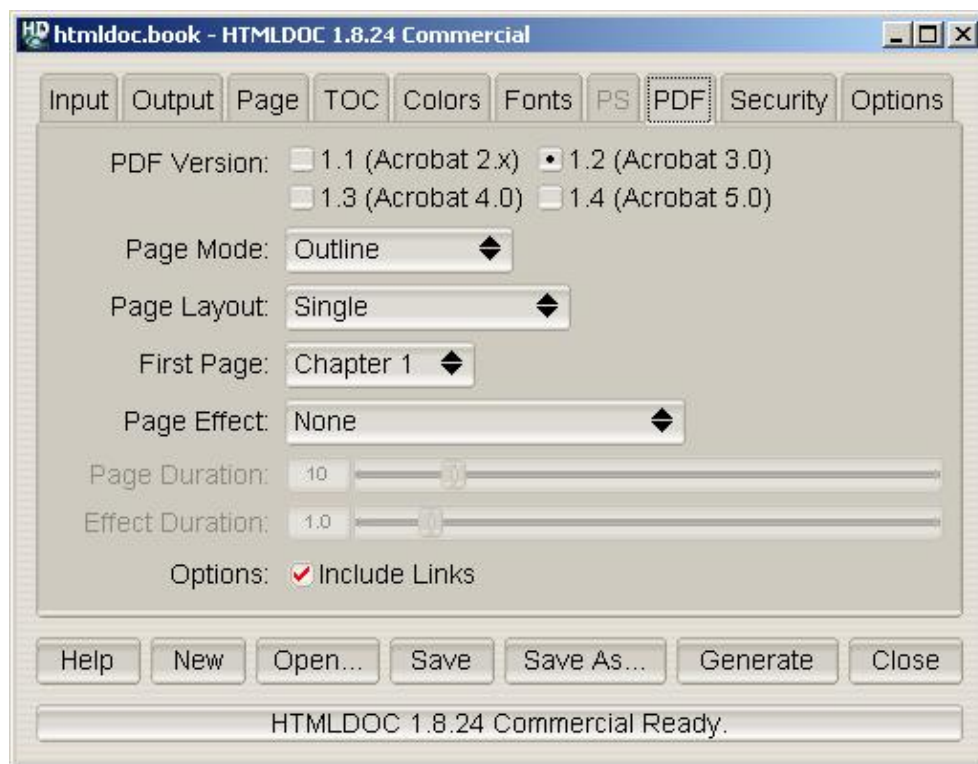 HD htmldoc.book - HTMLDOC 1.8.24 Commercial
Input Output Page TOC Colors Fonts PS PDF Security Options
PDF Version: 1.1 (Acrobat 2.x) 1.2 (Acrobat 3.0)
1.3 (Acrobat 4.0) 1.4 (Acrobat 5.0)
Page Mode: Outline
Page Layout: Single
First Page: Chapter 1
Page Effect: None
Page Duration: 10
Effect Duration: 1.0
Options: Include Links
Help New Open... Save Save As... Generate Close
HTMLDOC 1.8.24 Commercial Ready.